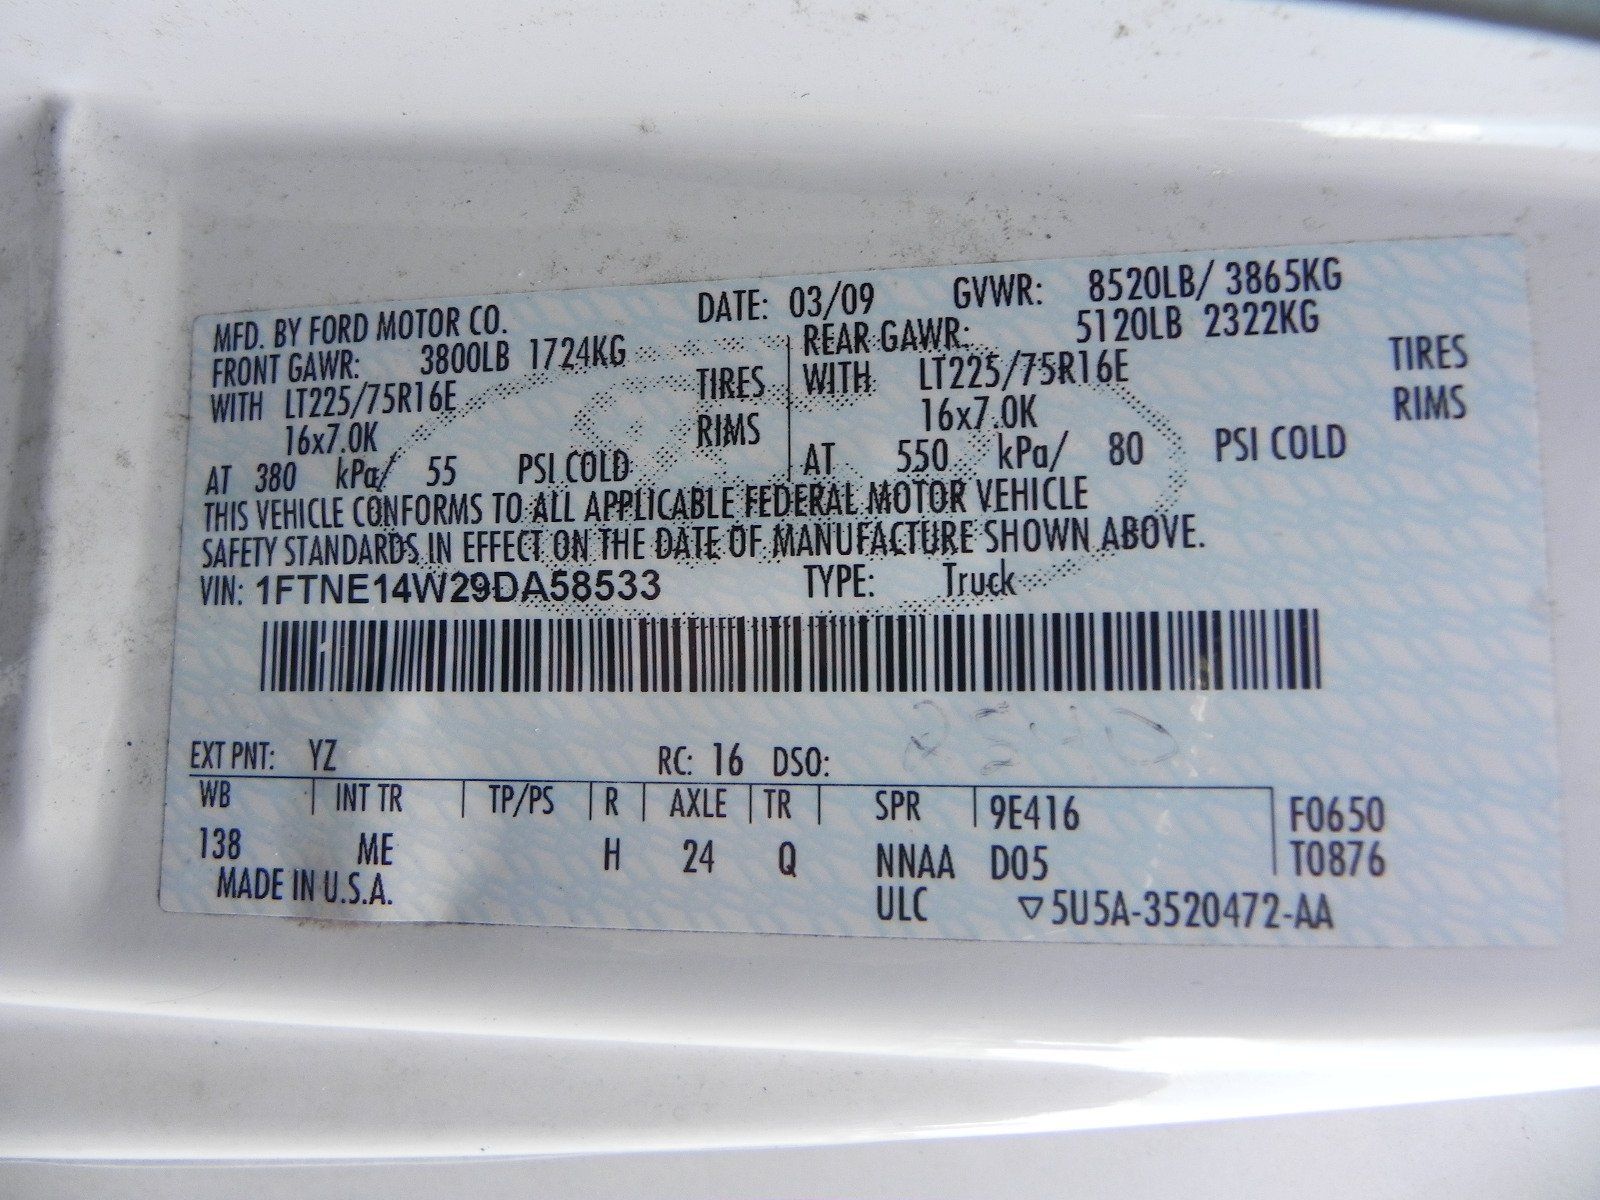 MFD. BY FORD MOTOR CO. DATE: 03/09 GVWR: 8520LB/ 3865KG
FRONT GAWR: 3800LB 1724KG REAR GAWR: 5120LB 2322KG
WITH LT225/75R16E TIRES WITH LT225/75R16E TIRES
16x7.0K RIMS 16x7.0K RIMS
AT 380 kPa/ 55 PSI COLD AT 550 kPa/ 80 PSI COLD
THIS VEHICLE CONFORMS TO ALL APPLICABLE FEDERAL MOTOR VEHICLE
SAFETY STANDARDS IN EFFECT ON THE DATE OF MANUFACTURE SHOWN ABOVE.
VIN: 1FTNE14W29DA58533 TYPE: Truck
EXT PNT: YZ RC: 16 DSO:
WB INT TR TP/PS R AXLE TR SPR 9E416 F0650
138 ME H 24 Q NNAA D05 T0876
MADE IN U.S.A. ULC ▽5U5A-3520472-AA